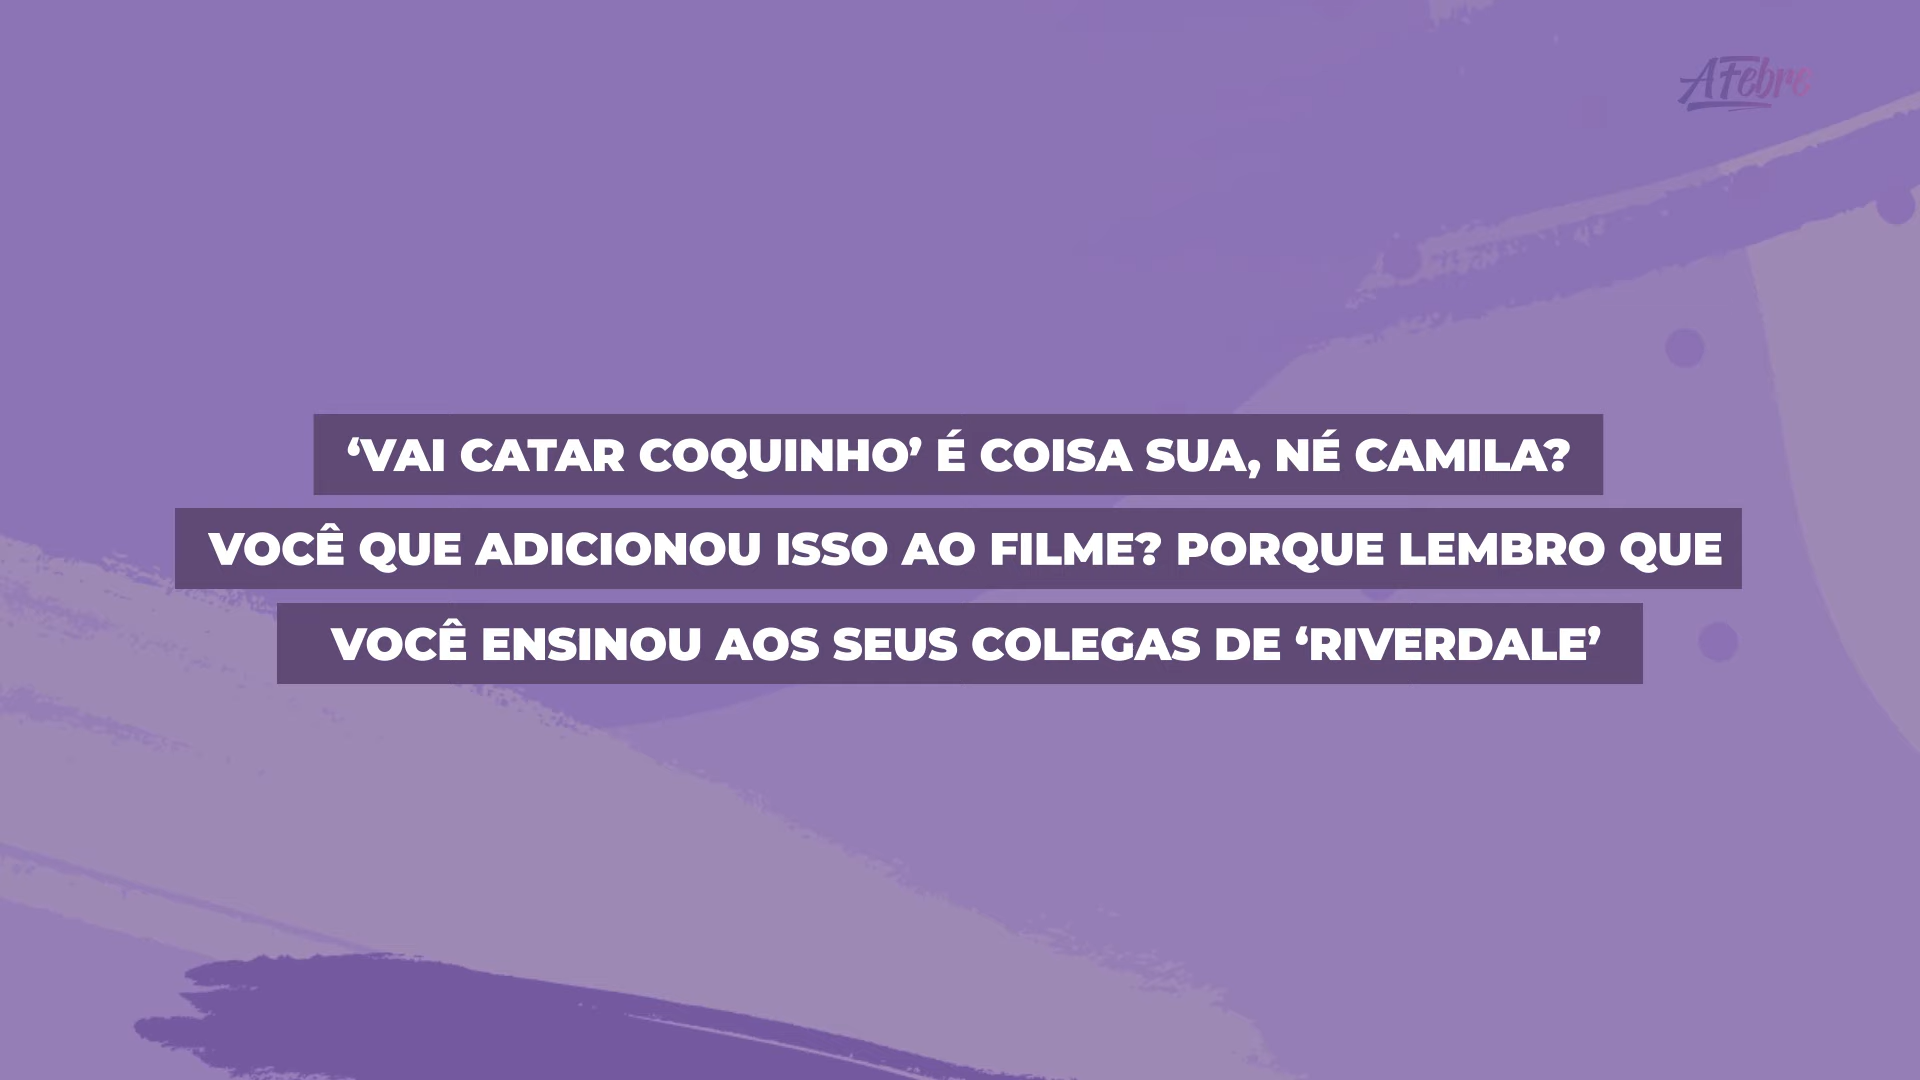 AFebre
‘VAI CATAR COQUINHO’ É COISA SUA, NÉ CAMILA?
VOCÊ QUE ADICIONOU ISSO AO FILME? PORQUE LEMBRO QUE
VOCÊ ENSINOU AOS SEUS COLEGAS DE ‘RIVERDALE’